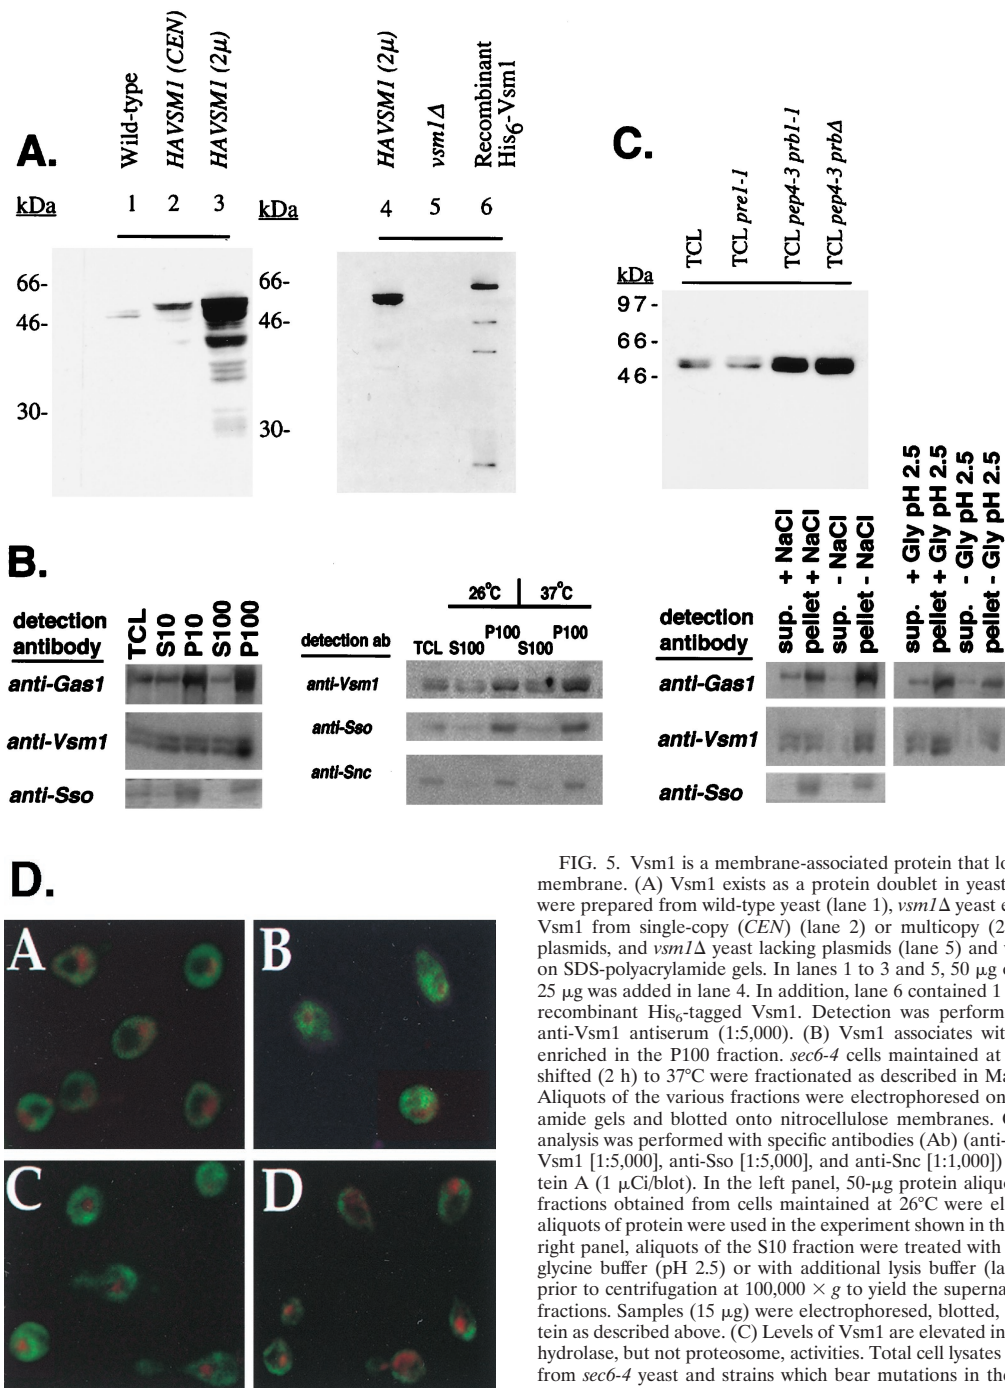 A.
kDa
Wild-type
HAVSM1 (CEN)
HAVSM1 (2µ)
1 2 3
66-
46-
30-
kDa
HAVSM1 (2µ)
vsm1Δ
Recombinant
His6-Vsm1
4 5 6
66-
46-
30-
C.
kDa
TCL
TCL pre1-1
TCL pep4-3 prb1-1
TCL pep4-3 prbΔ
97-
66-
46-
B.
detection
antibody
TCL
S10
P10
S100
P100
anti-Gas1
anti-Vsm1
anti-Sso
26°C 37°C
detection ab
TCL S100 P100 S100 P100
anti-Vsm1
anti-Sso
anti-Snc
detection
antibody
sup. + NaCl
pellet + NaCl
sup. - NaCl
pellet - NaCl
sup. + Gly pH 2.5
pellet + Gly pH 2.5
sup. - Gly pH 2.5
pellet - Gly pH 2.5
anti-Gas1
anti-Vsm1
anti-Sso
D.
A
B
C
D
FIG. 5. Vsm1 is a membrane-associated protein that lo
membrane. (A) Vsm1 exists as a protein doublet in yeast
were prepared from wild-type yeast (lane 1), vsm1Δ yeast e
Vsm1 from single-copy (CEN) (lane 2) or multicopy (2
plasmids, and vsm1Δ yeast lacking plasmids (lane 5) and
on SDS-polyacrylamide gels. In lanes 1 to 3 and 5, 50 µg
25 µg was added in lane 4. In addition, lane 6 contained 1
recombinant His6-tagged Vsm1. Detection was perform
anti-Vsm1 antiserum (1:5,000). (B) Vsm1 associates wit
enriched in the P100 fraction. sec6-4 cells maintained at
shifted (2 h) to 37°C were fractionated as described in Ma
Aliquots of the various fractions were electrophoresed on
amide gels and blotted onto nitrocellulose membranes.
analysis was performed with specific antibodies (Ab) (anti-
Vsm1 [1:5,000], anti-Sso [1:5,000], and anti-Snc [1:1,000])
tein A (1 µCi/blot). In the left panel, 50-µg protein alique
fractions obtained from cells maintained at 26°C were el
aliquots of protein were used in the experiment shown in th
right panel, aliquots of the S10 fraction were treated with
glycine buffer (pH 2.5) or with additional lysis buffer (la
prior to centrifugation at 100,000 × g to yield the superna
fractions. Samples (15 µg) were electrophoresed, blotted,
tein as described above. (C) Levels of Vsm1 are elevated in
hydrolase, but not proteosome, activities. Total cell lysates
from sec6-4 yeast and strains which bear mutations in the